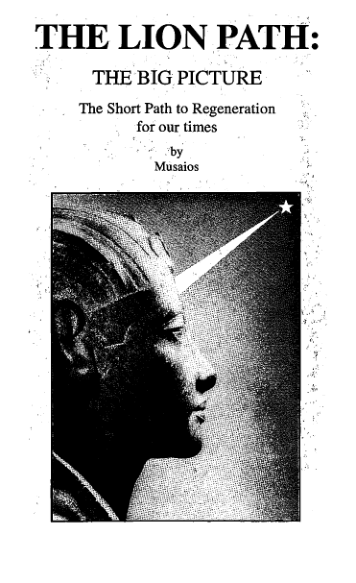 THE LION PATH:
THE BIG PICTURE
The Short Path to Regeneration
for our times
by
Musaios